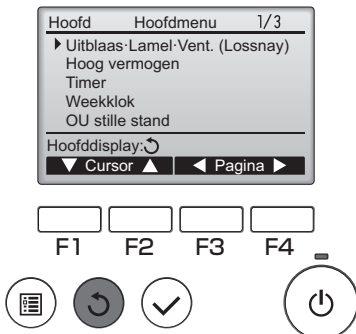 Hoofd Hoofdmenu 1/3
Uitblaas·Lamel·Vent. (Lossnay)
Hoog vermogen
Timer
Weekklok
OU stille stand
Hoofddisplay:
▼ Cursor ▲ ◀ Pagina ▶
F1 F2 F3 F4